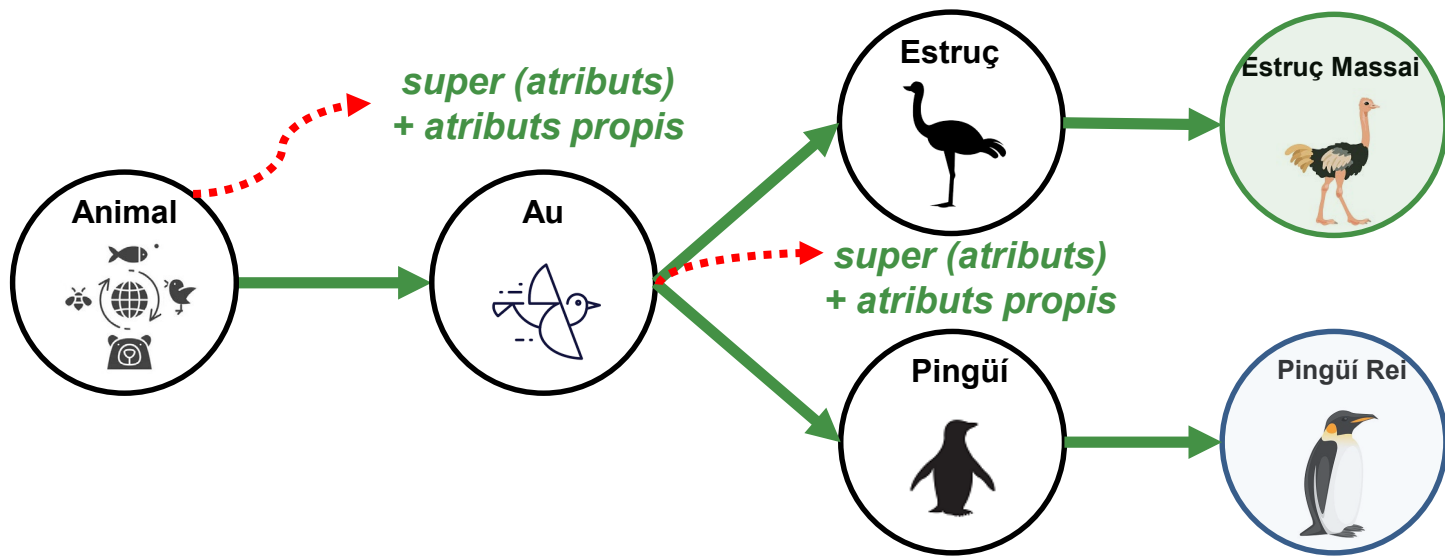 Estruç
Estruç Massai
super (atributs)
+ atributs propis
Animal
Au
super (atributs)
+ atributs propis
Pingüí
Pingüí Rei